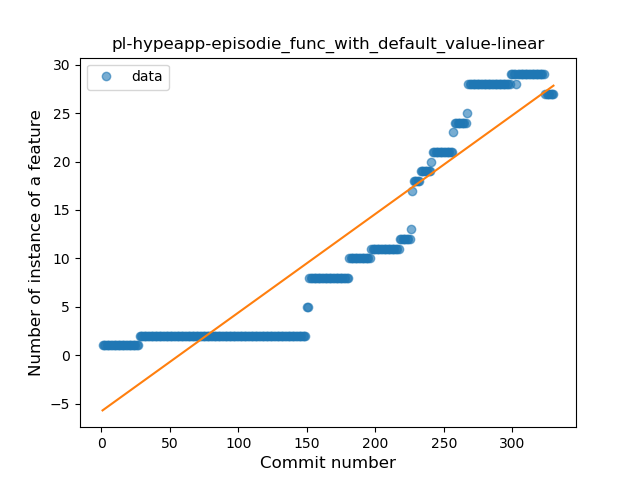 pl-hypeapp-episodie_func_with_default_value-linear
data
Number of instance of a feature
30
25
20
15
10
5
0
−5
0 50 100 150 200 250 300
Commit number